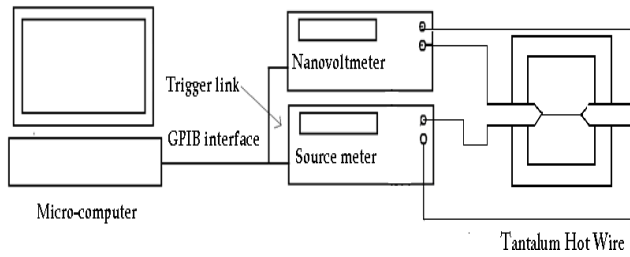 Nanovoltmeter
Trigger link
GPIB interface
Source meter
Micro-computer
Tantalum Hot Wire